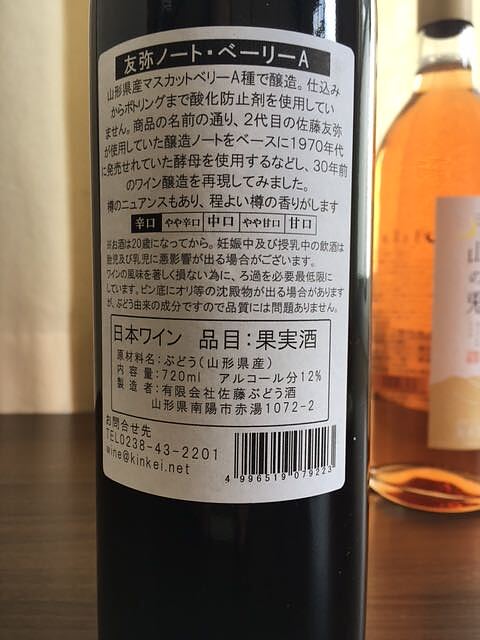 友弥ノート・ベーリーA
山形県産マスカットベリーA種で醸造。仕込み
からボトリングまで酸化防止剤を使用してい
ません。商品の名前の通り、2代目の佐藤友弥
が使用していた醸造ノートをベースに1970年代
に発売せれていた酵母を使用するなどし、30年前
のワイン醸造を再現してみました。
樽のニュアンスもあり、程よい樽の香りがします
辛口 やや辛口 中口 やや甘口 甘口
※お酒は20歳になってから。妊娠中及び授乳中の飲酒は
胎児及び乳児に悪影響が出る場合がございます。
ワインの風味を著しく損ない為に、ろ過を必要最低限に
しています。ビン底にオリ等の沈殿物が出る場合があります
が、ぶどう由来の成分ですので品質には問題ありません。
日本ワイン 品目:果実酒
原材料名:ぶどう(山形県産)
内容量:720ml アルコール分12%
製造者:有限会社佐藤ぶどう酒
山形県南陽市赤湯1072-2
お問合せ先
TEL0238-43-2201
wine@kinkei.net
4 996519 079223
山の